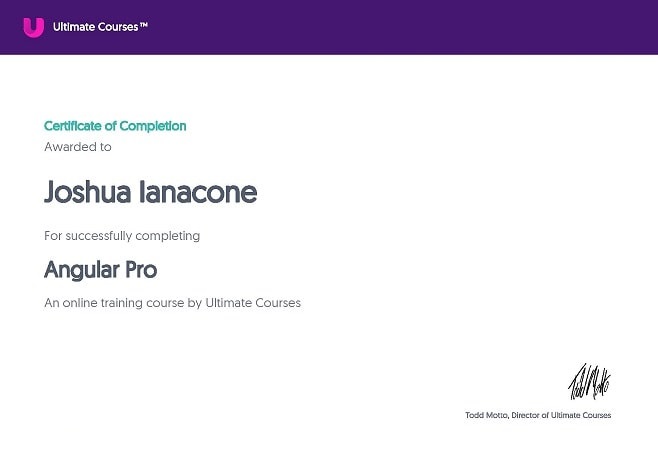 Ultimate Courses™
Certificate of Completion
Awarded to
Joshua Ianacone
For successfully completing
Angular Pro
An online training course by Ultimate Courses
Todd Motto
Todd Motto, Director of Ultimate Courses